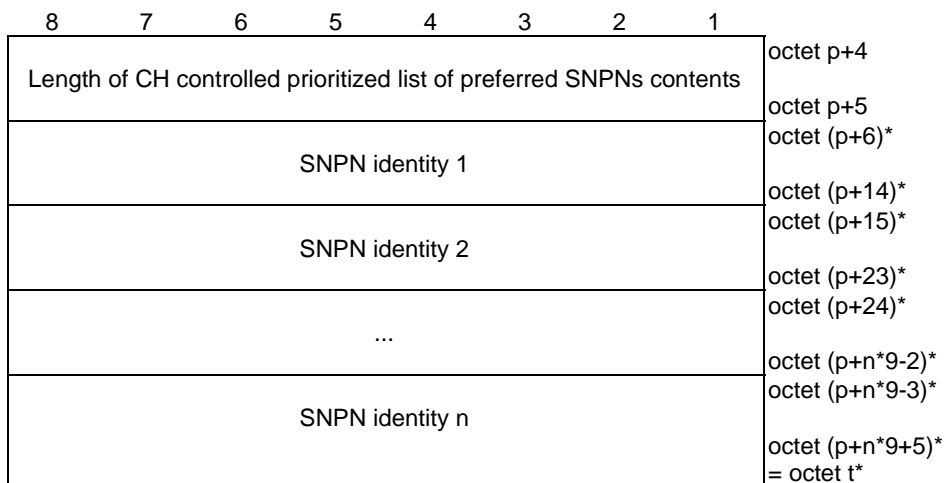 8 7 6 5 4 3 2 1
octet p+4
Length of CH controlled prioritized list of preferred SNPNs contents
octet p+5
octet (p+6)*
SNPN identity 1
octet (p+14)*
octet (p+15)*
SNPN identity 2
octet (p+23)*
octet (p+24)*
...
octet (p+n*9-2)*
octet (p+n*9-3)*
SNPN identity n
octet (p+n*9+5)*
= octet t*